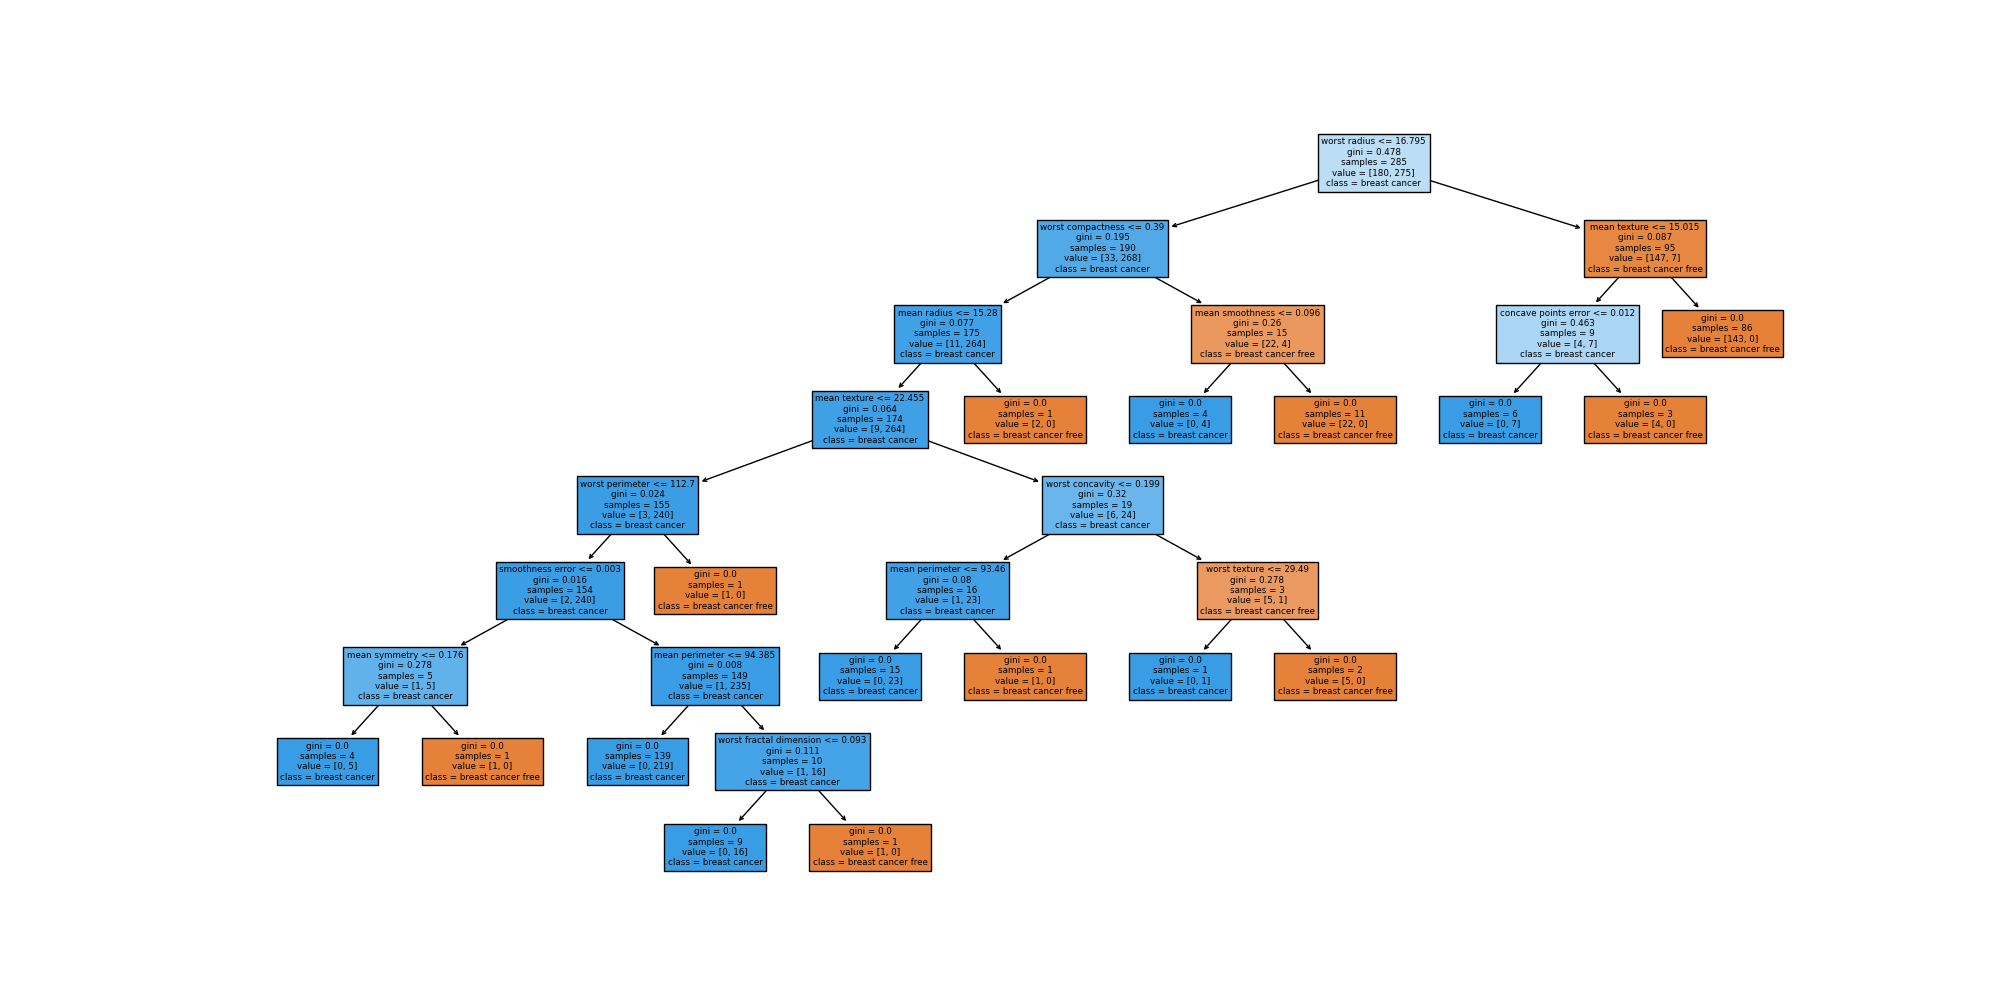 worst radius <= 16.795
gini = 0.478
samples = 285
value = [180, 275]
class = breast cancer
worst compactness <= 0.39
gini = 0.195
samples = 190
value = [33, 268]
class = breast cancer
mean texture <= 15.015
gini = 0.087
samples = 95
value = [147, 7]
class = breast cancer free
mean radius <= 15.28
gini = 0.077
samples = 175
value = [11, 264]
class = breast cancer
mean smoothness <= 0.096
gini = 0.26
samples = 15
value = [22, 4]
class = breast cancer free
concave points error <= 0.012
gini = 0.463
samples = 9
value = [4, 7]
class = breast cancer
gini = 0.0
samples = 86
value = [143, 0]
class = breast cancer free
mean texture <= 22.455
gini = 0.064
samples = 174
value = [9, 264]
class = breast cancer
gini = 0.0
samples = 1
value = [2, 0]
class = breast cancer free
gini = 0.0
samples = 4
value = [0, 4]
class = breast cancer
gini = 0.0
samples = 11
value = [22, 0]
class = breast cancer free
gini = 0.0
samples = 6
value = [0, 7]
class = breast cancer
gini = 0.0
samples = 3
value = [4, 0]
class = breast cancer free
worst perimeter <= 112.7
gini = 0.024
samples = 155
value = [3, 240]
class = breast cancer
worst concavity <= 0.199
gini = 0.32
samples = 19
value = [6, 24]
class = breast cancer
smoothness error <= 0.003
gini = 0.016
samples = 154
value = [2, 240]
class = breast cancer
gini = 0.0
samples = 1
value = [1, 0]
class = breast cancer free
mean perimeter <= 93.46
gini = 0.08
samples = 16
value = [1, 23]
class = breast cancer
worst texture <= 29.49
gini = 0.278
samples = 3
value = [5, 1]
class = breast cancer free
mean symmetry <= 0.176
gini = 0.278
samples = 5
value = [1, 5]
class = breast cancer
mean perimeter <= 94.385
gini = 0.008
samples = 149
value = [1, 235]
class = breast cancer
gini = 0.0
samples = 15
value = [0, 23]
class = breast cancer
gini = 0.0
samples = 1
value = [1, 0]
class = breast cancer free
gini = 0.0
samples = 1
value = [0, 1]
class = breast cancer
gini = 0.0
samples = 2
value = [5, 0]
class = breast cancer free
gini = 0.0
samples = 4
value = [0, 5]
class = breast cancer
gini = 0.0
samples = 1
value = [1, 0]
class = breast cancer free
gini = 0.0
samples = 139
value = [0, 219]
class = breast cancer
worst fractal dimension <= 0.093
gini = 0.111
samples = 10
value = [1, 16]
class = breast cancer
gini = 0.0
samples = 9
value = [0, 16]
class = breast cancer
gini = 0.0
samples = 1
value = [1, 0]
class = breast cancer free